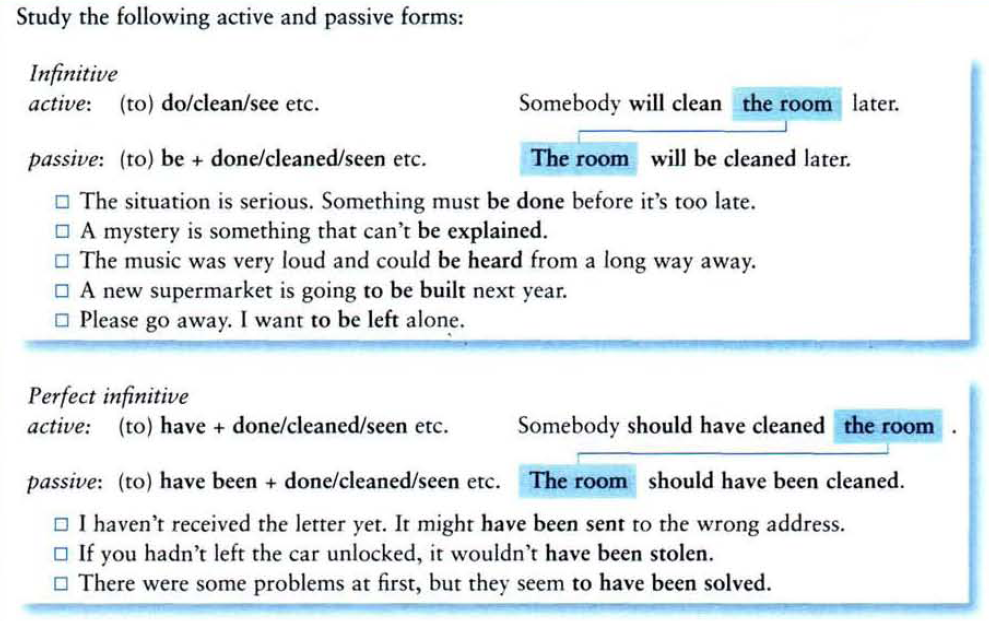 Study the following active and passive forms:
Infinitive
active: (to) do/clean/see etc. Somebody will clean the room later.
passive: (to) be + done/cleaned/seen etc. The room will be cleaned later.
□ The situation is serious. Something must be done before it's too late.
□ A mystery is something that can't be explained.
□ The music was very loud and could be heard from a long way away.
□ A new supermarket is going to be built next year.
□ Please go away. I want to be left alone.
Perfect infinitive
active: (to) have + done/cleaned/seen etc. Somebody should have cleaned the room .
passive: (to) have been + done/cleaned/seen etc. The room should have been cleaned.
□ I haven't received the letter yet. It might have been sent to the wrong address.
□ If you hadn't left the car unlocked, it wouldn't have been stolen.
□ There were some problems at first, but they seem to have been solved.